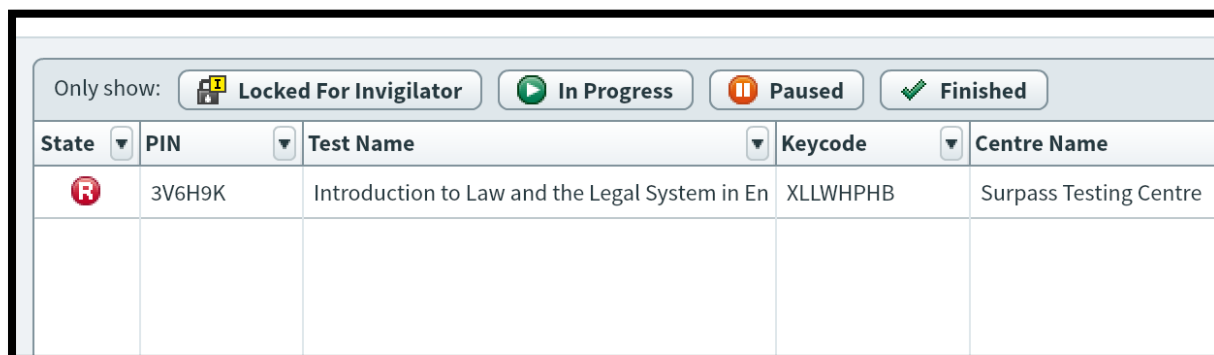 Only show: Locked For Invigilator In Progress Paused Finished
State PIN Test Name Keycode Centre Name
R 3V6H9K Introduction to Law and the Legal System in En XLLWHPHB Surpass Testing Centre